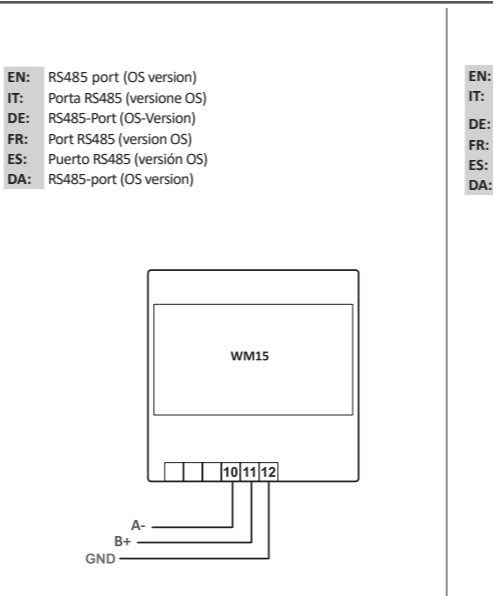 EN: RS485 port (OS version)
IT: Porta RS485 (versione OS)
DE: RS485-Port (OS-Version)
FR: Port RS485 (version OS)
ES: Puerto RS485 (versión OS)
DA: RS485-port (OS version)
WM15
10 11 12
A-
B+
GND
EN:
IT:
DE:
FR:
ES:
DA: